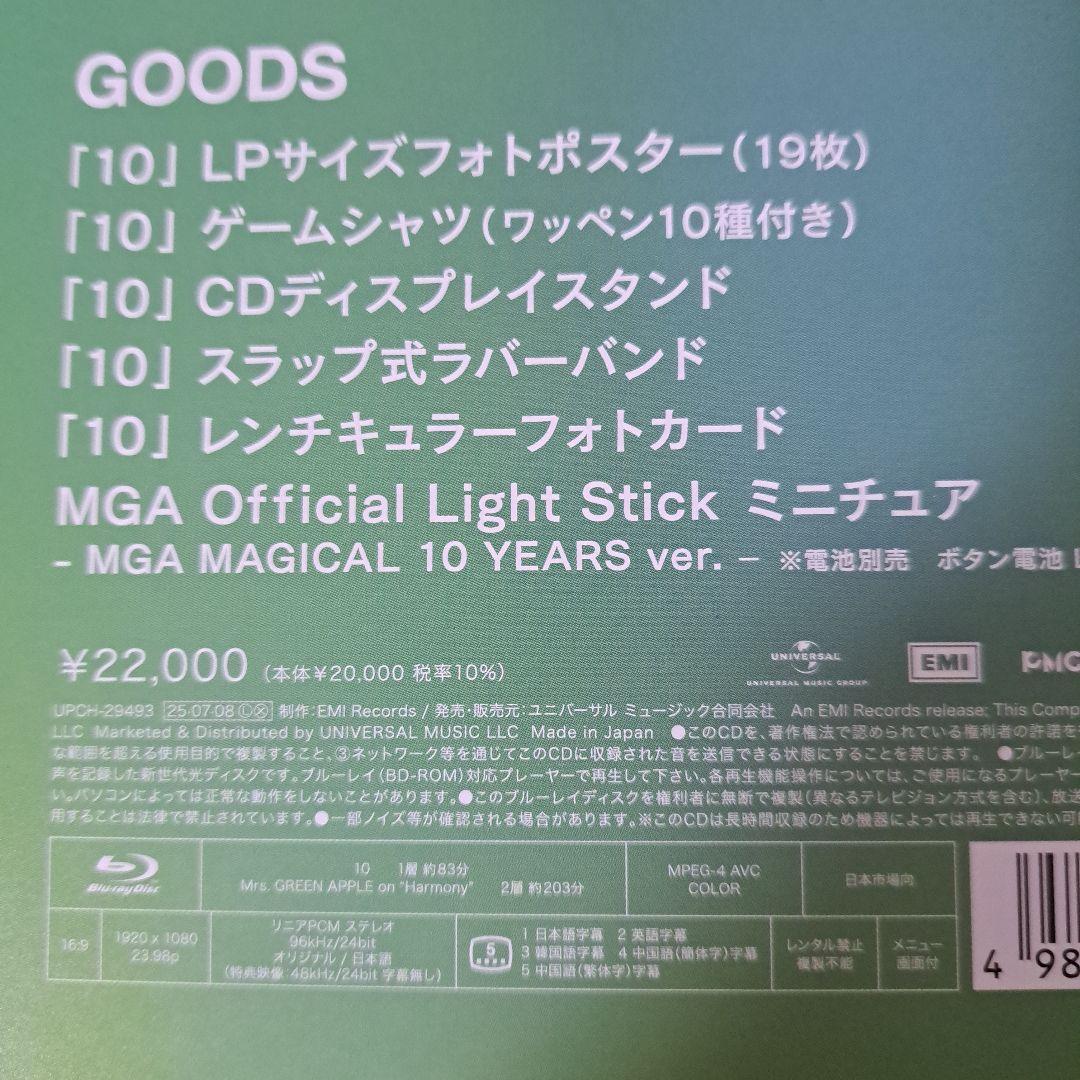 GOODS
「10」 LPサイズフォトポスター(19枚)
「10」 ゲームシャツ(ワッペン10種付き)
「10」 CDディスプレイスタンド
「10」 スラップ式ラバーバンド
「10」 レンチキュラーフォトカード
MGA Official Light Stick ミニチュア
- MGA MAGICAL 10 YEARS ver. - ※電池別売 ボタン電池
¥22,000 (本体¥20,000 税率10%)
UNIVERSAL
UNIVERSAL MUSIC GROUP
EMI
PMC
UPCH-29493 25・07・08 Ⓛ Ⓧ 制作:EMI Records / 発売・販売元:ユニバーサル ミュージック合同会社 An EMI Records release; This Comp
LLC Marketed & Distributed by UNIVERSAL MUSIC LLC Made in Japan ●このCDを、著作権法で認められている権利者の許諾を
な範囲を超える使用目的で複製すること、③ネットワーク等を通じてこのCDに収録された音を送信できる状態にすることを禁じます。 ●ブルーレ
声を記録した新世代光ディスクです。ブルーレイ(BD-ROM)対応プレーヤーで再生して下さい。各再生機能操作については、ご使用になるプレーヤー
い。パソコンによっては正常な動作をしないことがあります。●このブルーレイディスクを権利者に無断で複製(異なるテレビジョン方式を含む)、放送
用することは法律で禁止されています。●一部ノイズ等が確認される場合があります。※このCDは長時間収録のため機器によっては再生できない可
Blu-ray Disc
10 1層 約83分
Mrs. GREEN APPLE on "Harmony" 2層 約203分
MPEG-4 AVC
COLOR
日本市場向
16:9
1920 x 1080
23.98p
リニアPCM ステレオ
96kHz/24bit
オリジナル / 日本語
(特典映像:48kHz/24bit 字幕無し)
5
1 日本語字幕 2 英語字幕
3 韓国語字幕 4 中国語(簡体字)字幕
5 中国語(繁体字)字幕
レンタル禁止
複製不能
メニュー
画面付
4 98